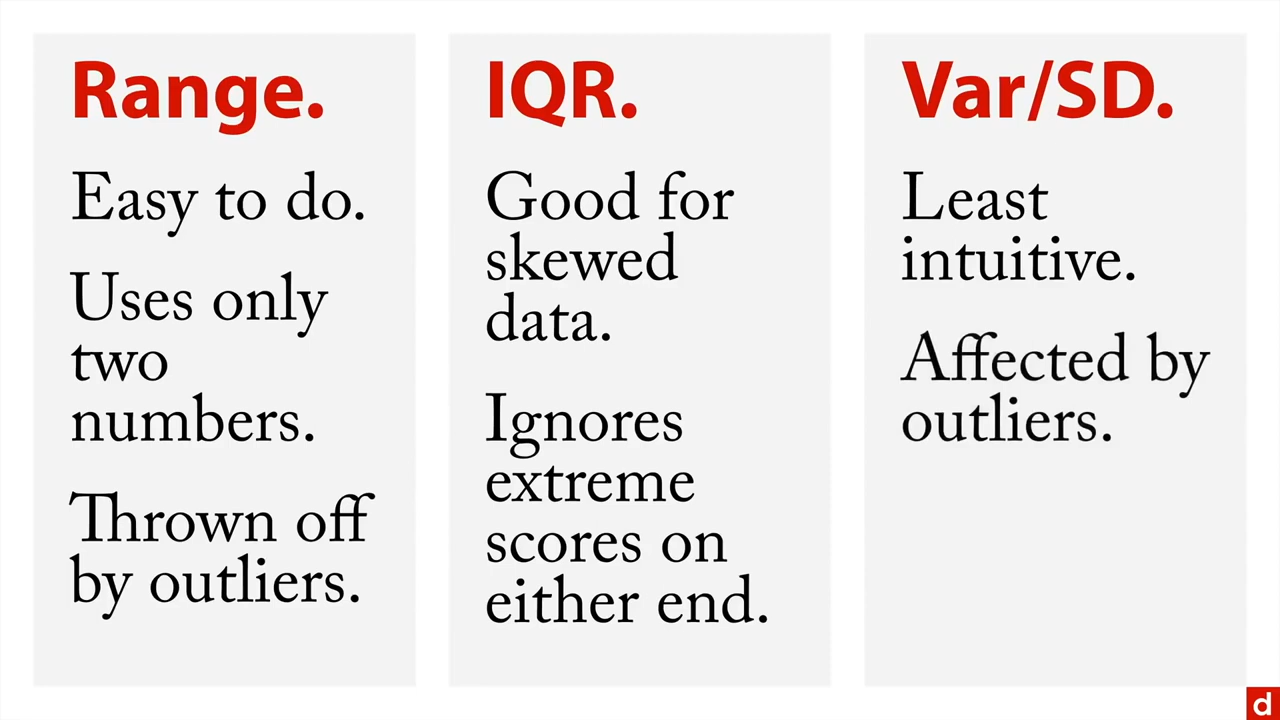 Range.
Easy to do.
Uses only
two
numbers.
Thrown off
by outliers.
IQR.
Good for
skewed
data.
Ignores
extreme
scores on
either end.
Var/SD.
Least
intuitive.
Affected by
outliers.
d